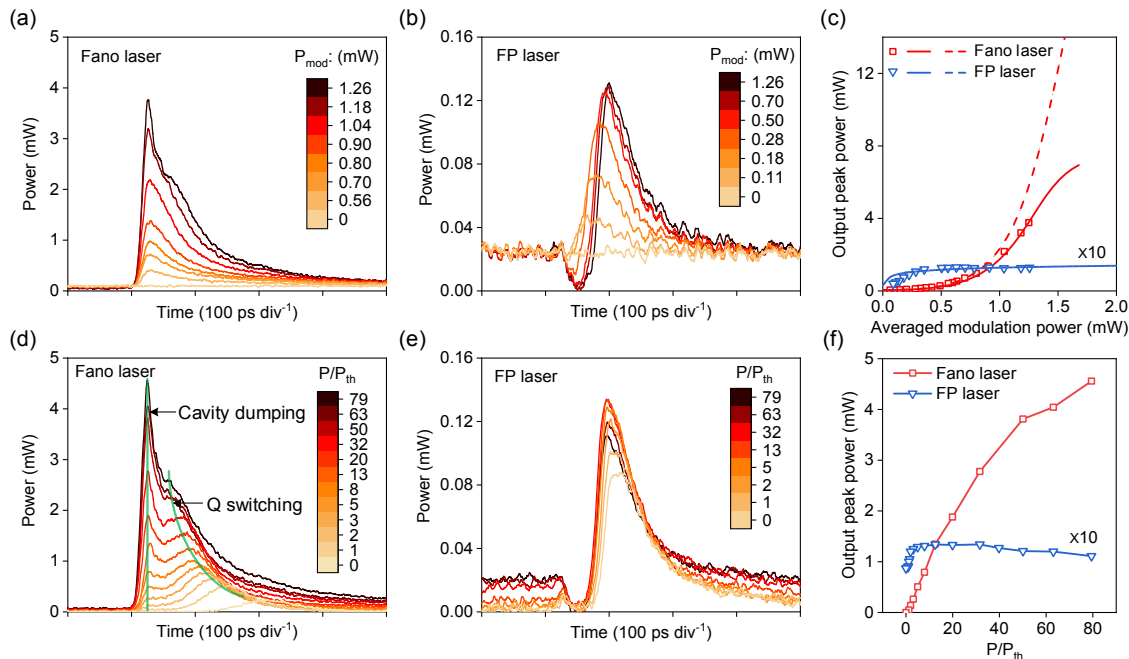 (a)
5
4
3
2
1
0
Power (mW)
Time (100 ps div⁻¹)
Fano laser
P_mod: (mW)
1.26
1.18
1.04
0.90
0.80
0.70
0.56
0
(b)
0.16
0.12
0.08
0.04
0.00
Power (mW)
Time (100 ps div⁻¹)
FP laser
P_mod: (mW)
1.26
0.70
0.50
0.28
0.18
0.11
0
(c)
12
8
4
0
Output peak power (mW)
Fano laser
FP laser
x10
0.0 0.5 1.0 1.5 2.0
Averaged modulation power (mW)
(d)
5
4
3
2
1
0
Power (mW)
Time (100 ps div⁻¹)
Fano laser
Cavity dumping
Q switching
P/P_th
79
63
50
32
20
13
8
5
3
2
1
0
(e)
0.16
0.12
0.08
0.04
0.00
Power (mW)
Time (100 ps div⁻¹)
FP laser
P/P_th
79
63
32
13
5
2
1
0
(f)
5
4
3
2
1
0
Output peak power (mW)
Fano laser
FP laser
x10
0 20 40 60 80
P/P_th